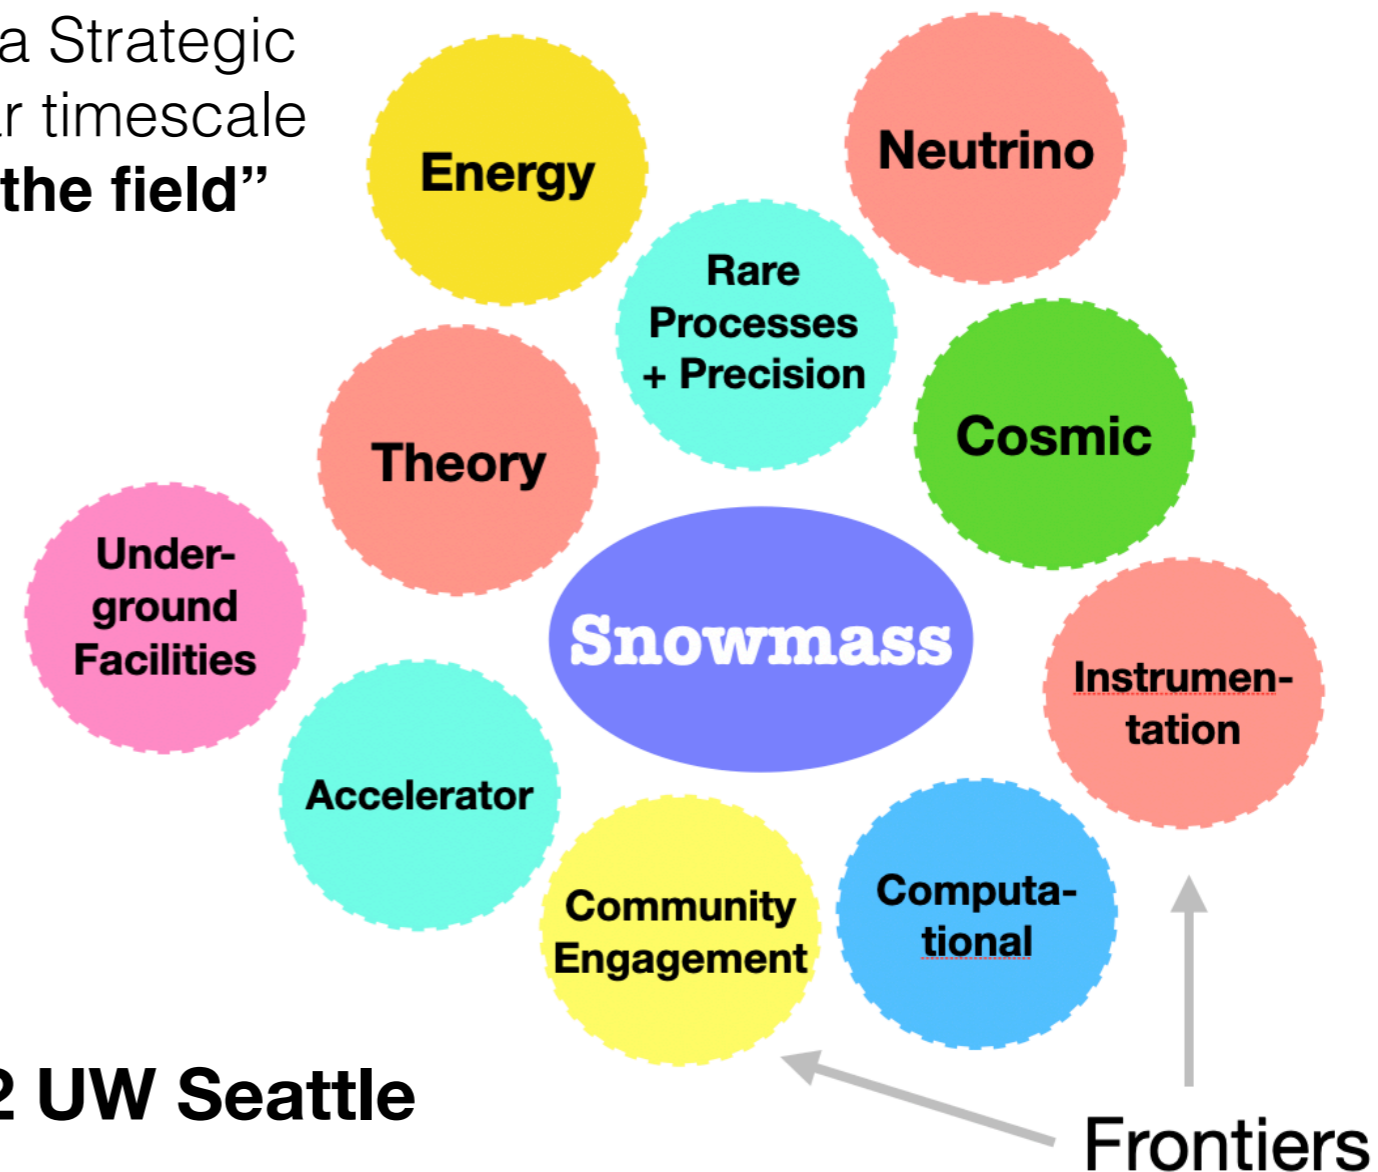 a Strategic
r timescale
the field”
Energy
Neutrino
Rare
Processes
+ Precision
Theory
Cosmic
Under-
ground
Facilities
Snowmass
Instrumen-
tation
Accelerator
Community
Engagement
Computa-
tional
2 UW Seattle
Frontiers